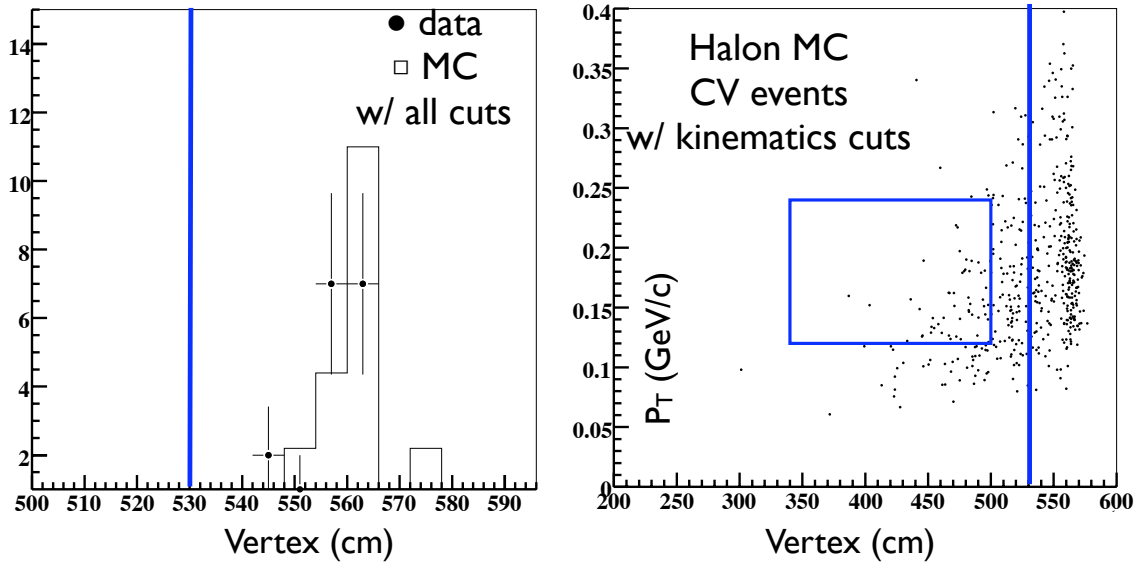 14
12
10
8
6
4
2
500 510 520 530 540 550 560 570 580 590
Vertex (cm)
data
MC
w/ all cuts
0.4
0.35
0.3
0.25
0.2
0.15
0.1
0.05
0
200 250 300 350 400 450 500 550 600
Vertex (cm)
PT (GeV/c)
Halon MC
CV events
w/ kinematics cuts